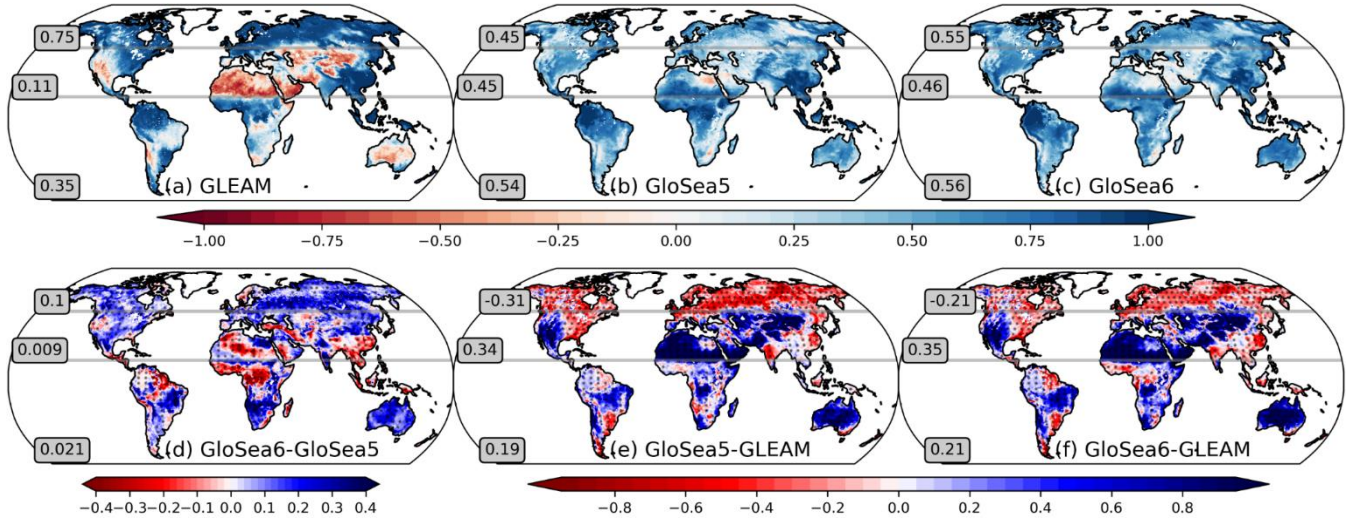 0.75
0.45
0.55
0.11
0.45
0.46
0.35
(a) GLEAM
0.54
(b) GloSea5
0.56
(c) GloSea6
−1.00 −0.75 −0.50 −0.25 0.00 0.25 0.50 0.75 1.00
0.1
-0.31
-0.21
0.009
0.34
0.35
0.021
(d) GloSea6-GloSea5
0.19
(e) GloSea5-GLEAM
0.21
(f) GloSea6-GLEAM
−0.4−0.3−0.2−0.1 0.0 0.1 0.2 0.3 0.4
−0.8 −0.6 −0.4 −0.2 0.0 0.2 0.4 0.6 0.8